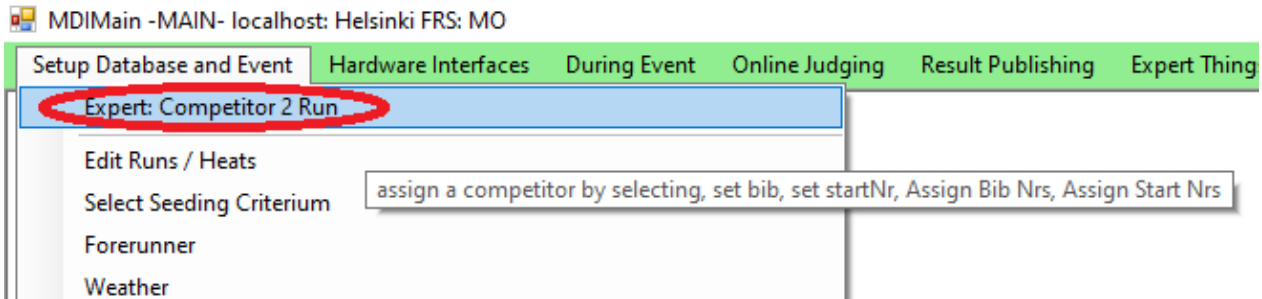 MDIMain -MAIN- localhost: Helsinki FRS: MO
Setup Database and Event Hardware Interfaces During Event Online Judging Result Publishing Expert Thing
Expert: Competitor 2 Run
Edit Runs / Heats
assign a competitor by selecting, set bib, set startNr, Assign Bib Nrs, Assign Start Nrs
Select Seeding Criterium
Forerunner
Weather